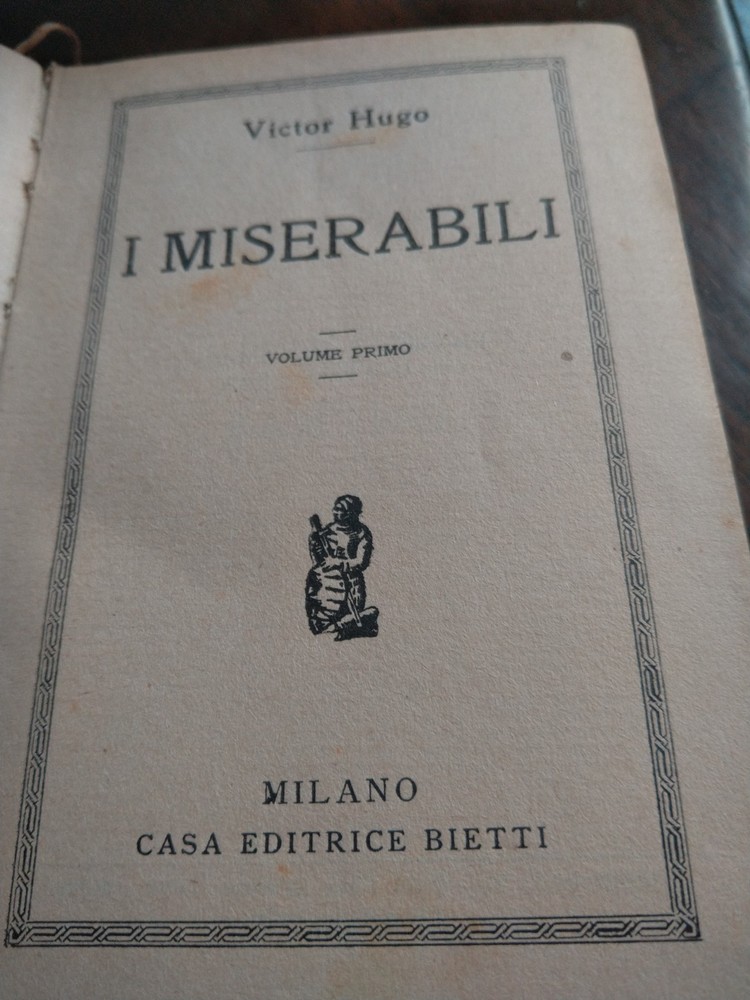 Victor Hugo
I MISERABILI
VOLUME PRIMO
MILANO
CASA EDITRICE BIETTI